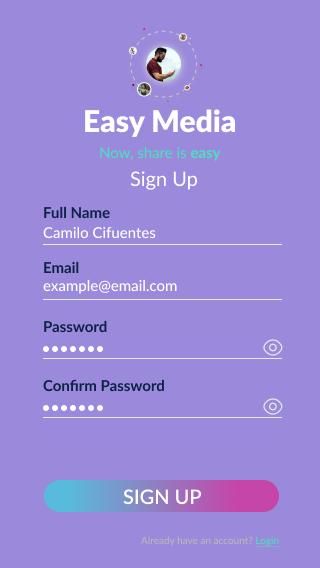 Easy Media
Now, share is easy
Sign Up
Full Name
Camilo Cifuentes
Email
example@email.com
Password
Confirm Password
SIGN UP
Already have an account? Login